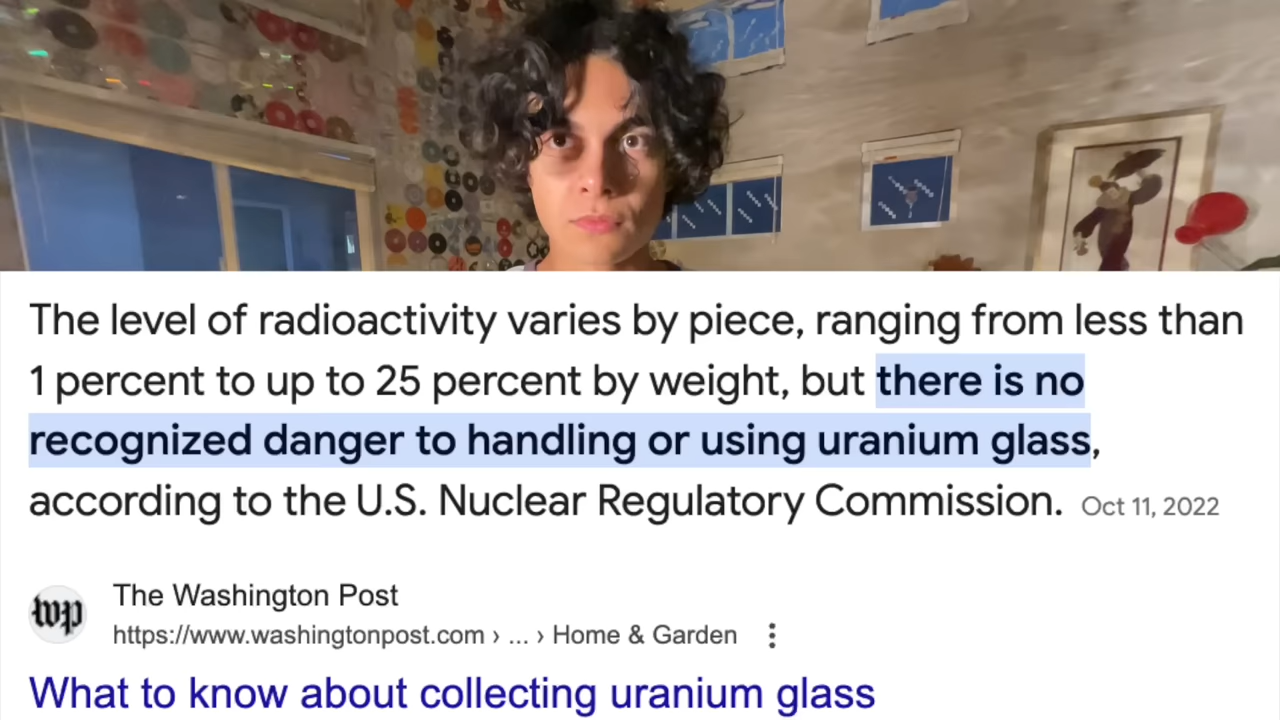 The level of radioactivity varies by piece, ranging from less than
1 percent to up to 25 percent by weight, but there is no
recognized danger to handling or using uranium glass,
according to the U.S. Nuclear Regulatory Commission. Oct 11, 2022
wp
The Washington Post
https://www.washingtonpost.com › ... › Home & Garden
What to know about collecting uranium glass